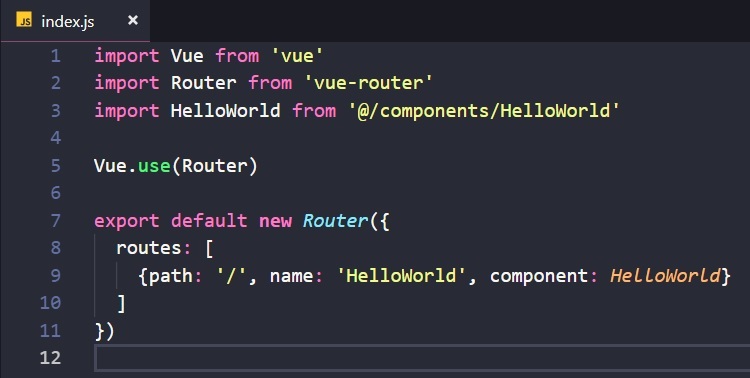 JS index.js ×
1 import Vue from 'vue'
2 import Router from 'vue-router'
3 import HelloWorld from '@/components/HelloWorld'
4
5 Vue.use(Router)
6
7 export default new Router({
8   routes: [
9     {path: '/', name: 'HelloWorld', component: HelloWorld}
10   ]
11 })
12